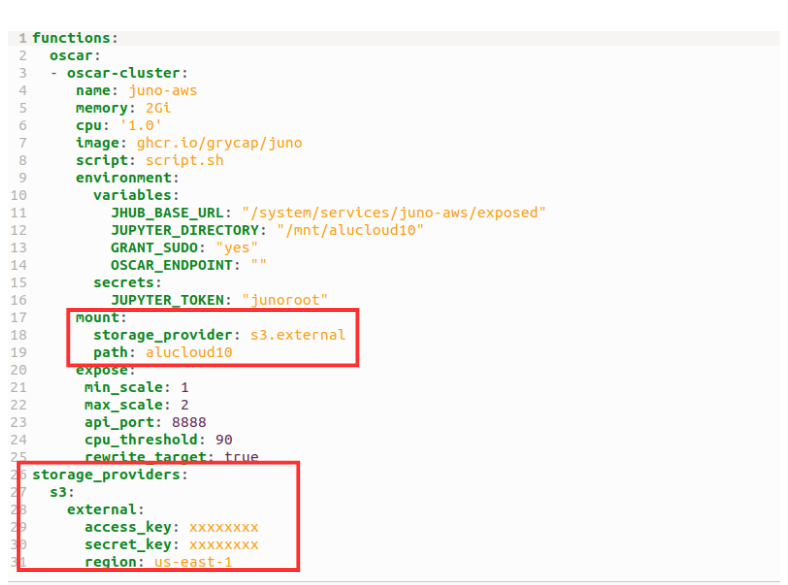 1 functions:
2   oscar:
3   - oscar-cluster:
4      name: juno-aws
5      memory: 2Gi
6      cpu: '1.0'
7      image: ghcr.io/grycap/juno
8      script: script.sh
9      environment:
10        variables:
11          JHUB_BASE_URL: "/system/services/juno-aws/exposed"
12          JUPYTER_DIRECTORY: "/mnt/alucloud10"
13          GRANT_SUDO: "yes"
14          OSCAR_ENDPOINT: ""
15        secrets:
16          JUPYTER_TOKEN: "junoroot"
17      mount:
18        storage_provider: s3.external
19        path: alucloud10
20      expose:
21       min_scale: 1
22       max_scale: 2
23       api_port: 8888
24       cpu_threshold: 90
25       rewrite_target: true
26 storage_providers:
27   s3:
28     external:
29       access_key: xxxxxxxx
30       secret_key: xxxxxxxx
31       region: us-east-1